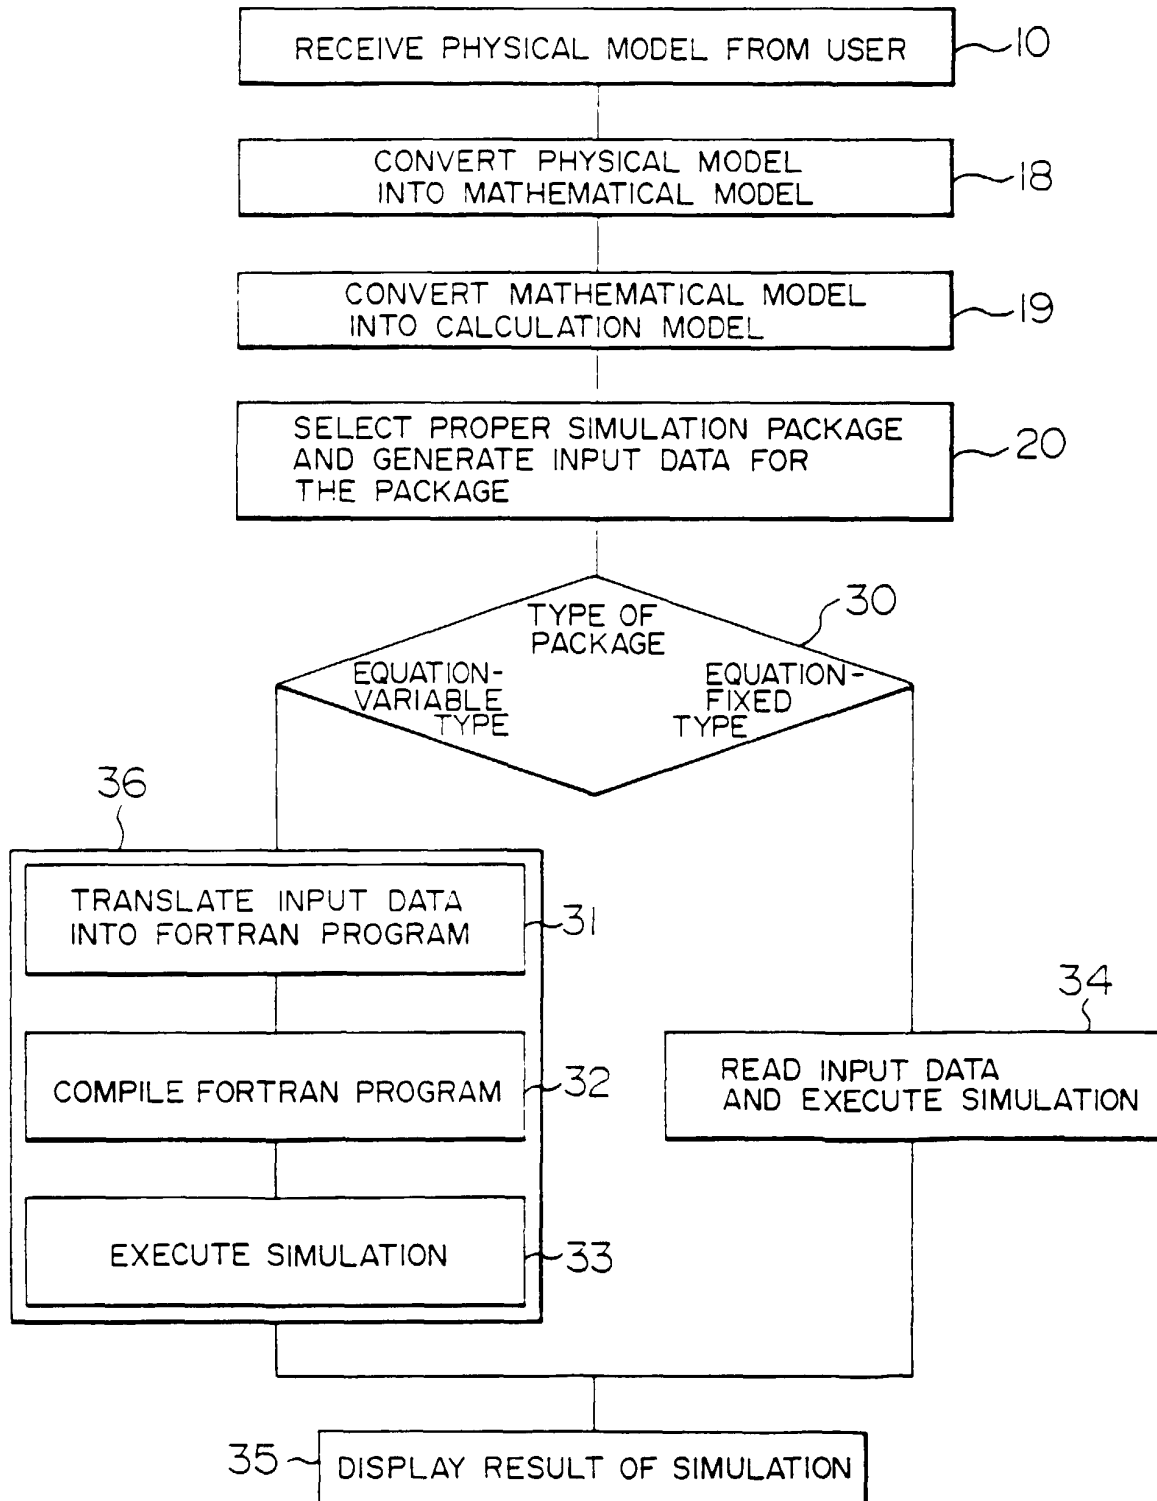 RECEIVE PHYSICAL MODEL FROM USER
10
CONVERT PHYSICAL MODEL
INTO MATHEMATICAL MODEL
18
CONVERT MATHEMATICAL MODEL
INTO CALCULATION MODEL
19
SELECT PROPER SIMULATION PACKAGE
AND GENERATE INPUT DATA FOR
THE PACKAGE
20
TYPE OF
PACKAGE
30
EQUATION-
VARIABLE
TYPE
EQUATION-
FIXED
TYPE
36
TRANSLATE INPUT DATA
INTO FORTRAN PROGRAM
31
COMPILE FORTRAN PROGRAM
32
EXECUTE SIMULATION
33
34
READ INPUT DATA
AND EXECUTE SIMULATION
35
DISPLAY RESULT OF SIMULATION